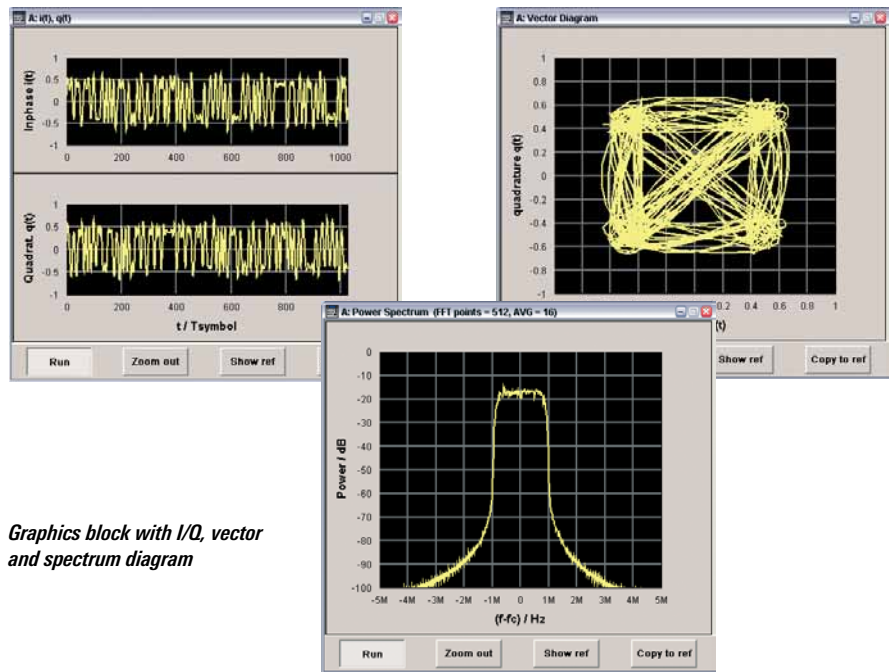 A: i(t), q(t)
Inphase i(t)
1
0.5
0
-0.5
-1
0 200 400 600 800 1000
Quadrat. q(t)
1
0.5
0
-0.5
-1
0 200 400 600 800
t / Tsymbol
Run Zoom out Show ref
A: Vector Diagram
quadrature q(t)
1
0.8
0.6
0.4
0.2
0
-0.2
-0.4
-0.6
-0.8
-1
0.2 0.4 0.6 0.8 1
(t)
Show ref Copy to ref
A: Power Spectrum (FFT points = 512, AVG = 16)
Power / dB
0
-10
-20
-30
-40
-50
-60
-70
-80
-90
-100
-5M -4M -3M -2M -1M 0 1M 2M 3M 4M 5M
(f-fc) / Hz
Run Zoom out Show ref Copy to ref
Graphics block with I/Q, vector
and spectrum diagram